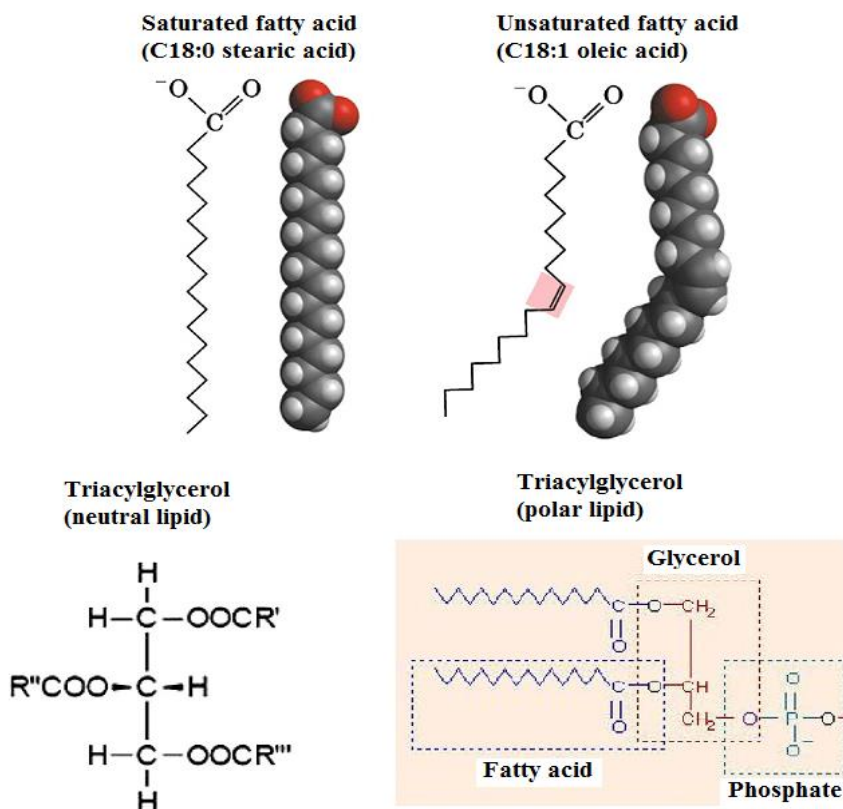 Saturated fatty acid
(C18:0 stearic acid)
Unsaturated fatty acid
(C18:1 oleic acid)
⁻O
C
O
⁻O
C
O
Triacylglycerol
(neutral lipid)
Triacylglycerol
(polar lipid)
H
H–C–OOCR'
R"COO–C–H
H–C–OOCR'''
H
Glycerol
C–O–CH₂
O
C–O–CH
O
CH₂–O–P–O
O
O⁻
Fatty acid
Phosphate